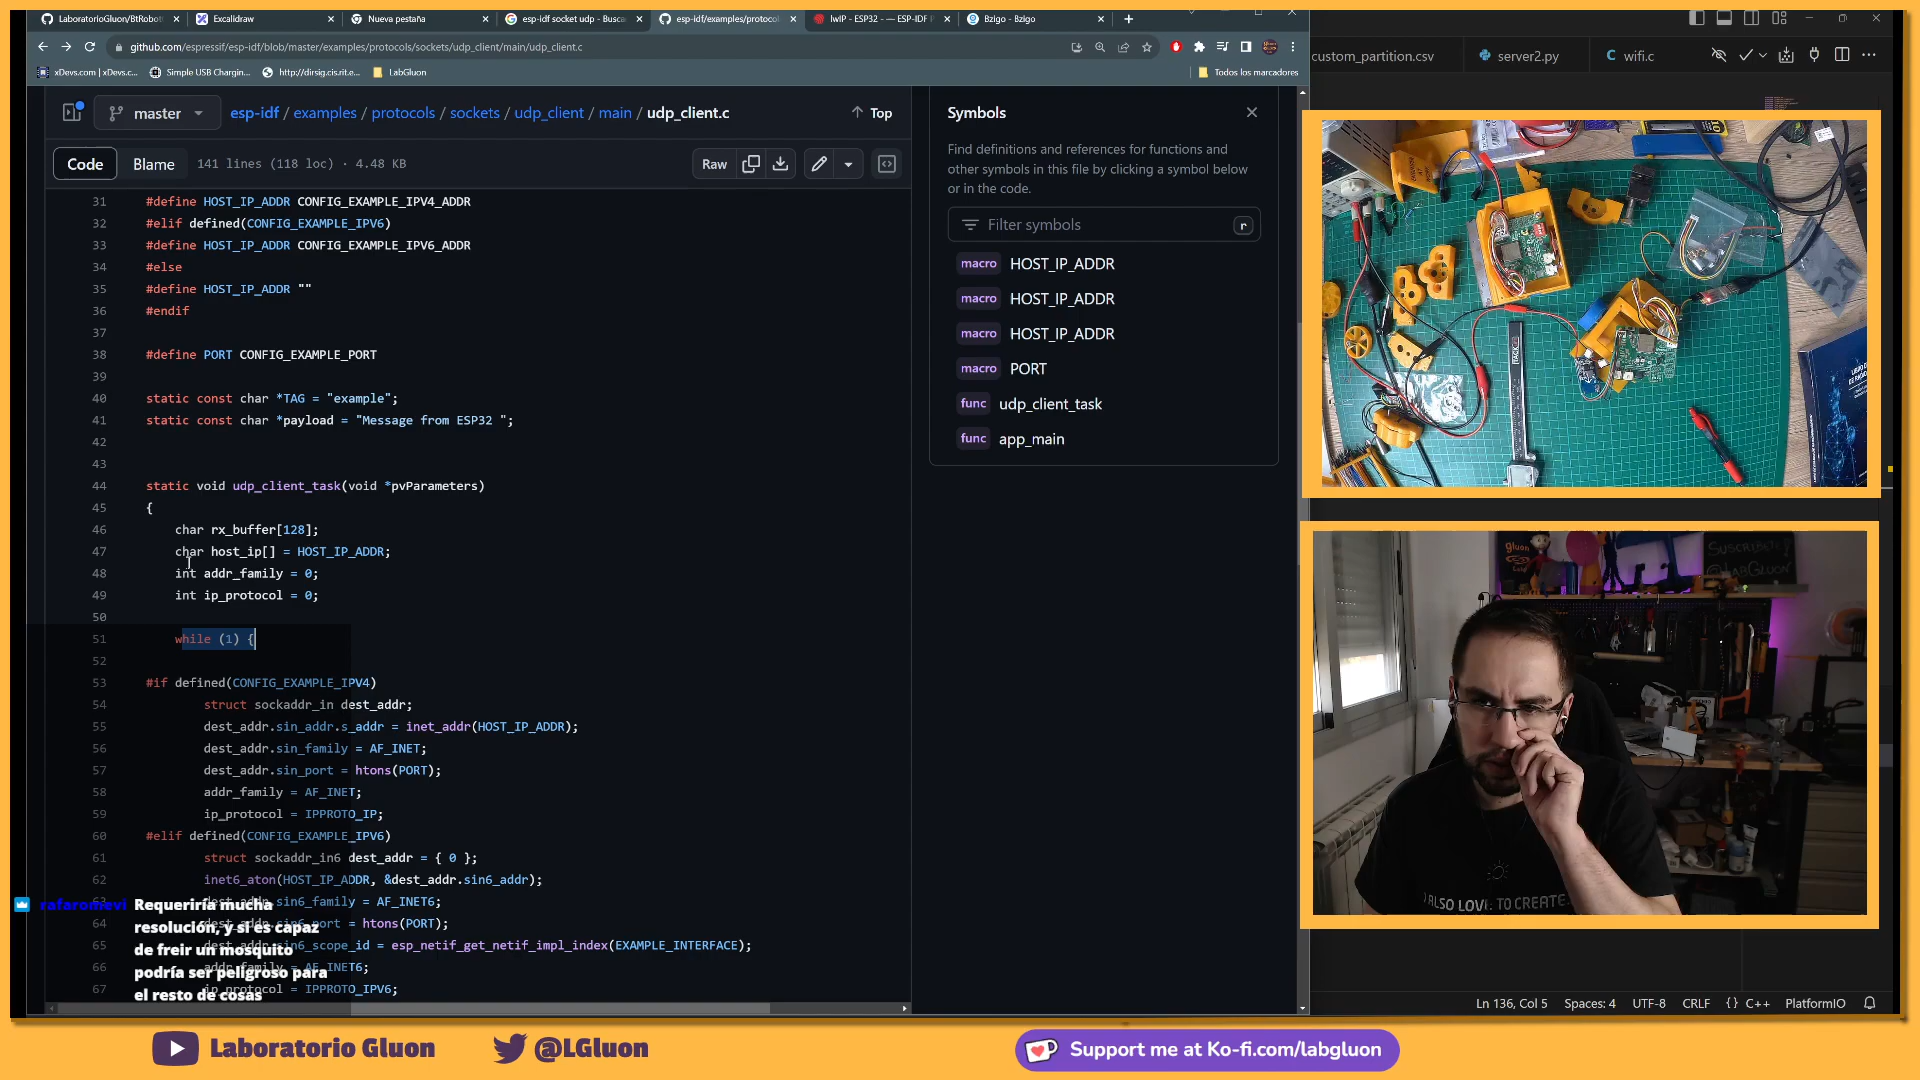 LaboratorioGluon/BtRobot
Excalidraw
Nueva pestaña
esp-idf socket udp - Busca
esp-idf/examples/protoco
lwIP - ESP32 - — ESP-IDF P
Bzigo - Bzigo
github.com/espressif/esp-idf/blob/master/examples/protocols/sockets/udp_client/main/udp_client.c
xDevs.com | xDevs.c...
Simple USB Chargin...
http://dirsig.cis.rit.e...
LabGluon
Todos los marcadores
custom_partition.csv
server2.py
wifi.c
master
esp-idf / examples / protocols / sockets / udp_client / main / udp_client.c
Top
Code
Blame
141 lines (118 loc) · 4.48 KB
Raw
31 #define HOST_IP_ADDR CONFIG_EXAMPLE_IPV4_ADDR
32 #elif defined(CONFIG_EXAMPLE_IPV6)
33 #define HOST_IP_ADDR CONFIG_EXAMPLE_IPV6_ADDR
34 #else
35 #define HOST_IP_ADDR ""
36 #endif
37
38 #define PORT CONFIG_EXAMPLE_PORT
39
40 static const char *TAG = "example";
41 static const char *payload = "Message from ESP32 ";
42
43
44 static void udp_client_task(void *pvParameters)
45 {
46 char rx_buffer[128];
47 char host_ip[] = HOST_IP_ADDR;
48 int addr_family = 0;
49 int ip_protocol = 0;
50
51 while (1) {
52
53 #if defined(CONFIG_EXAMPLE_IPV4)
54 struct sockaddr_in dest_addr;
55 dest_addr.sin_addr.s_addr = inet_addr(HOST_IP_ADDR);
56 dest_addr.sin_family = AF_INET;
57 dest_addr.sin_port = htons(PORT);
58 addr_family = AF_INET;
59 ip_protocol = IPPROTO_IP;
60 #elif defined(CONFIG_EXAMPLE_IPV6)
61 struct sockaddr_in6 dest_addr = { 0 };
62 inet6_aton(HOST_IP_ADDR, &dest_addr.sin6_addr);
63 dest_addr.sin6_family = AF_INET6;
64 dest_addr.sin6_port = htons(PORT);
65 dest_addr.sin6_scope_id = esp_netif_get_netif_impl_index(EXAMPLE_INTERFACE);
66 addr_family = AF_INET6;
67 ip_protocol = IPPROTO_IPV6;
rafaromevi Requeriría mucha
resolución, y si es capaz
de freir un mosquito
podría ser peligroso para
el resto de cosas
Symbols
Find definitions and references for functions and
other symbols in this file by clicking a symbol below
or in the code.
Filter symbols
r
macro HOST_IP_ADDR
macro HOST_IP_ADDR
macro HOST_IP_ADDR
macro PORT
func udp_client_task
func app_main
gluon
SUSCRIBE
@LABGLUON
ALSO LOVE TO CREATE
Ln 136, Col 5
Spaces: 4
UTF-8
CRLF
{} C++
PlatformIO
Laboratorio Gluon
@LGluon
Support me at Ko-fi.com/labgluon